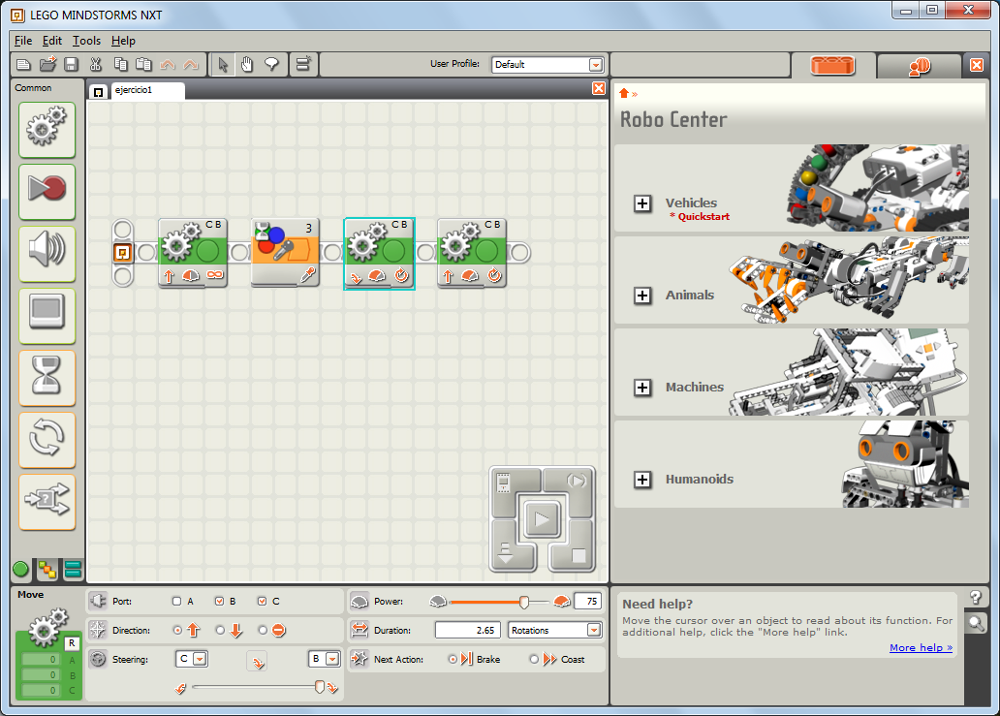 LEGO MINDSTORMS NXT
File Edit Tools Help
User Profile: Default
Common
ejercicio1
Robo Center
Vehicles
* Quickstart
Animals
Machines
Humanoids
C B
3
C B
C B
?
Move
R
0 A
0 B
0 C
Port: A B C
Direction:
Steering: C B
Power: 75
Duration: 2.65 Rotations
Next Action: Brake Coast
Need help?
Move the cursor over an object to read about its function. For
additional help, click the "More help" link.
More help »
?